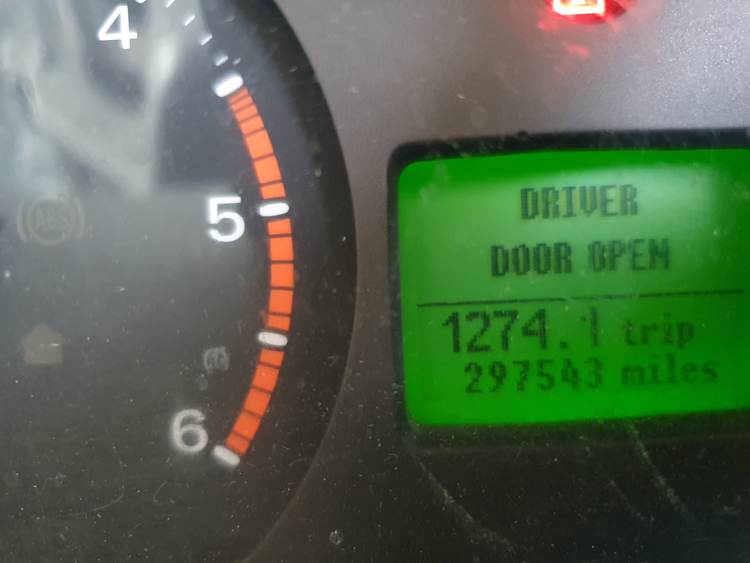 4
5
6
ABS
DRIVER
DOOR OPEN
1274.1 trip
297543 miles